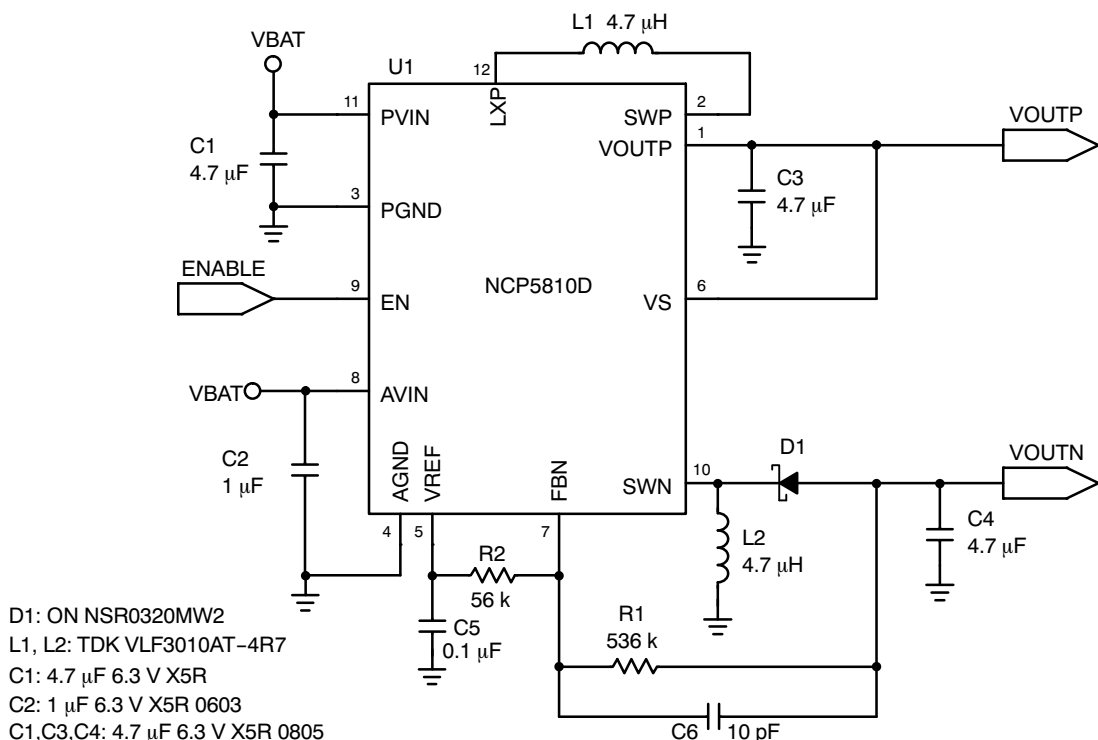 L1 4.7 μH
VBAT
U1
12
LXP
11
PVIN
SWP
2
VOUTP
1
VOUTP
C1
4.7 μF
C3
4.7 μF
3
PGND
ENABLE
9
EN
NCP5810D
VS
6
VBAT
8
AVIN
C2
1 μF
AGND
VREF
FBN
SWN
10
D1
VOUTN
4
5
7
L2
4.7 μH
C4
4.7 μF
R2
56 k
C5
0.1 μF
R1
536 k
C6
10 pF
D1: ON NSR0320MW2
L1, L2: TDK VLF3010AT−4R7
C1: 4.7 μF 6.3 V X5R
C2: 1 μF 6.3 V X5R 0603
C1,C3,C4: 4.7 μF 6.3 V X5R 0805